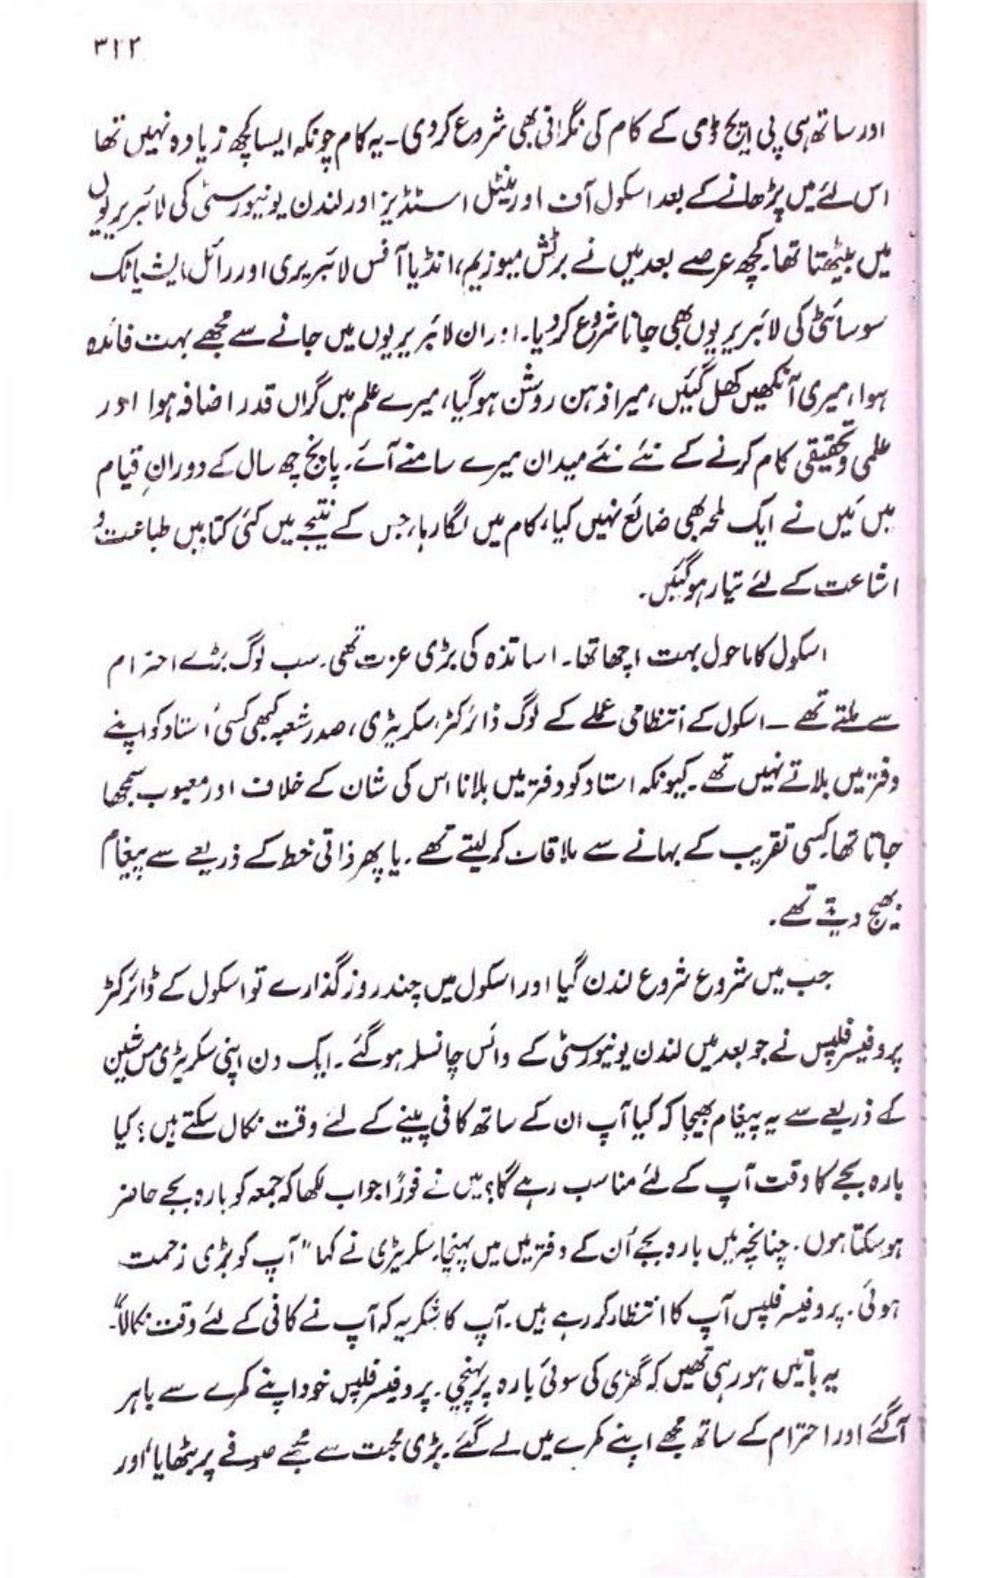 ۳۲۲
اور ساتھ ہی پی ایچ ڈی کے کام کی نگرانی بھی شروع کر دی۔ یہ کام چونکہ ایسا کچھ زیادہ نہیں تھا
اس لئے میں پڑھانے کے بعد اسکول آف اورینٹل اسٹڈیز اور لندن یونیورسٹی کی لائبریریوں
میں بیٹھتا تھا۔ کچھ عرصے بعد میں نے برٹش میوزیم، انڈیا آفس لائبریری اور رائل ایشیاٹک
سوسائٹی کی لائبریریوں بھی جانا شروع کر دیا۔ اور ان لائبریریوں میں جانے سے مجھے بہت فائدہ
ہوا، میری آنکھیں کھل گئیں، میرا ذہن روشن ہوگیا، میرے علم میں گراں قدر اضافہ ہوا اور
علمی و تحقیقی کام کرنے کے نئے نئے میدان میرے سامنے آئے۔ پانچ چھ سال کے دورانِ قیام
میں مَیں نے ایک لمحہ بھی ضائع نہیں کیا، کام میں لگا رہا، جس کے نتیجے میں کئی کتابیں طباعت و
اشاعت کے لئے تیار ہوگئیں۔
اسکول کا ماحول بہت اچھا تھا۔ اساتذہ کی بڑی عزت تھی۔ سب لوگ بڑے احترام
سے ملتے تھے ۔ اسکول کے انتظامی عملے کے لوگ ڈائرکٹر، سکریٹری، صدر شعبہ کبھی کسی اُستاد کو اپنے
دفتر میں بلاتے نہیں تھے۔ کیونکہ استاد کو دفتر میں بلانا اس کی شان کے خلاف اور معیوب سمجھا
جاتا تھا۔ کسی تقریب کے بہانے سے ملاقات کر لیتے تھے۔ یا پھر ذاتی خط کے ذریعے سے پیغام
بھیج دیتے تھے۔
جب میں شروع شروع لندن گیا اور اسکول میں چند روز گذارے تو اسکول کے ڈائرکٹر
پروفیسر فلپس نے جو بعد میں لندن یونیورسٹی کے وائس چانسلر ہوگئے۔ ایک دن اپنی سکریٹری مس شین
کے ذریعے سے یہ پیغام بھیجا کہ کیا آپ ان کے ساتھ کافی پینے کے لئے وقت نکال سکتے ہیں؟ کیا
بارہ بجے کا وقت آپ کے لئے مناسب رہے گا؟ میں نے فوراً جواب لکھا کہ جمعہ کو بارہ بجے حاضر
ہوسکتا ہوں۔ چنانچہ میں بارہ بجے اُن کے دفتر میں میں پہنچا۔ سکریٹری نے کہا "آپ کو بڑی زحمت
ہوئی۔ پروفیسر فلپس آپ کا انتظار کر رہے ہیں۔ آپ کا شکریہ کہ آپ نے کافی کے لئے وقت نکالا"۔
یہ باتیں ہو رہی تھیں کہ گھڑی کی سوئی بارہ پر پہنچی۔ پروفیسر فلپس خود اپنے کمرے سے باہر
آگئے اور احترام کے ساتھ مجھے اپنے کمرے میں لے گئے۔ بڑی محبت سے مجھے صوفے پر بٹھایا، اور